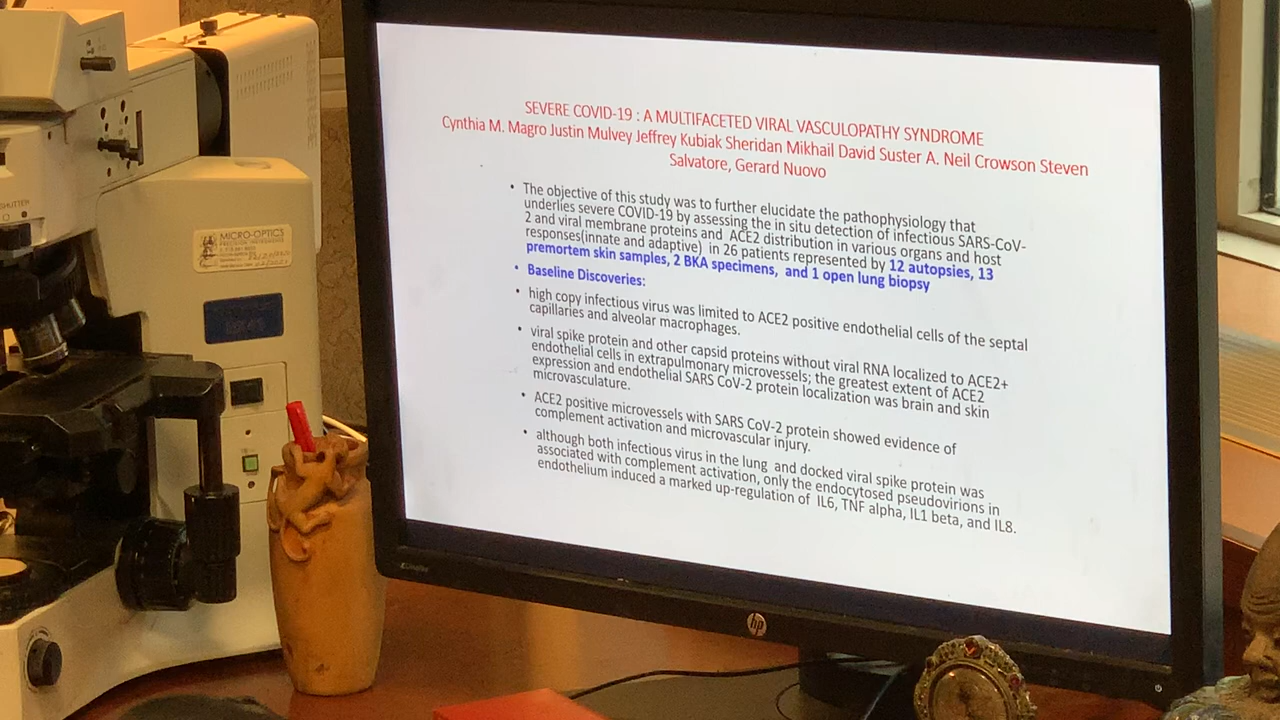 SEVERE COVID-19 : A MULTIFACETED VIRAL VASCULOPATHY SYNDROME
Cynthia M. Magro Justin Mulvey Jeffrey Kubiak Sheridan Mikhail David Suster A. Neil Crowson Steven
Salvatore, Gerard Nuovo
• The objective of this study was to further elucidate the pathophysiology that
underlies severe COVID-19 by assessing the in situ detection of infectious SARS-CoV-
2 and viral membrane proteins and ACE2 distribution in various organs and host
responses(innate and adaptive) in 26 patients represented by 12 autopsies, 13
premortem skin samples, 2 BKA specimens, and 1 open lung biopsy
• Baseline Discoveries:
• high copy infectious virus was limited to ACE2 positive endothelial cells of the septal
capillaries and alveolar macrophages.
• viral spike protein and other capsid proteins without viral RNA localized to ACE2+
endothelial cells in extrapulmonary microvessels; the greatest extent of ACE2
expression and endothelial SARS CoV-2 protein localization was brain and skin
microvasculature.
• ACE2 positive microvessels with SARS CoV-2 protein showed evidence of
complement activation and microvascular injury.
• although both infectious virus in the lung and docked viral spike protein was
associated with complement activation, only the endocytosed pseudovirions in
endothelium induced a marked up-regulation of IL6, TNF alpha, IL1 beta, and IL8.
MICRO-OPTICS
PRECISION INSTRUMENTS
SHUTTER
hp